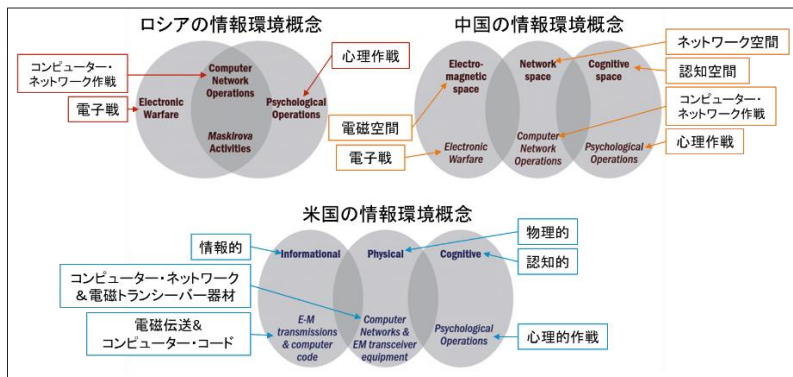 ロシアの情報環境概念
コンピューター・
ネットワーク作戦
電子戦
心理作戦
Computer
Network
Operations
Electronic
Warfare
Psychological
Operations
Maskirova
Activities
中国の情報環境概念
Electro-
magnetic
space
Network
space
Cognitive
space
ネットワーク空間
認知空間
コンピューター・
ネットワーク作戦
心理作戦
電磁空間
電子戦
Electronic
Warfare
Computer
Network
Operations
Psychological
Operations
米国の情報環境概念
情報的
コンピューター・ネットワーク
&電磁トランシーバー器材
電磁伝送&
コンピューター・コード
Informational
Physical
Cognitive
物理的
認知的
心理的作戦
E-M
transmissions
& computer
code
Computer
Networks &
EM transceiver
equipment
Psychological
Operations